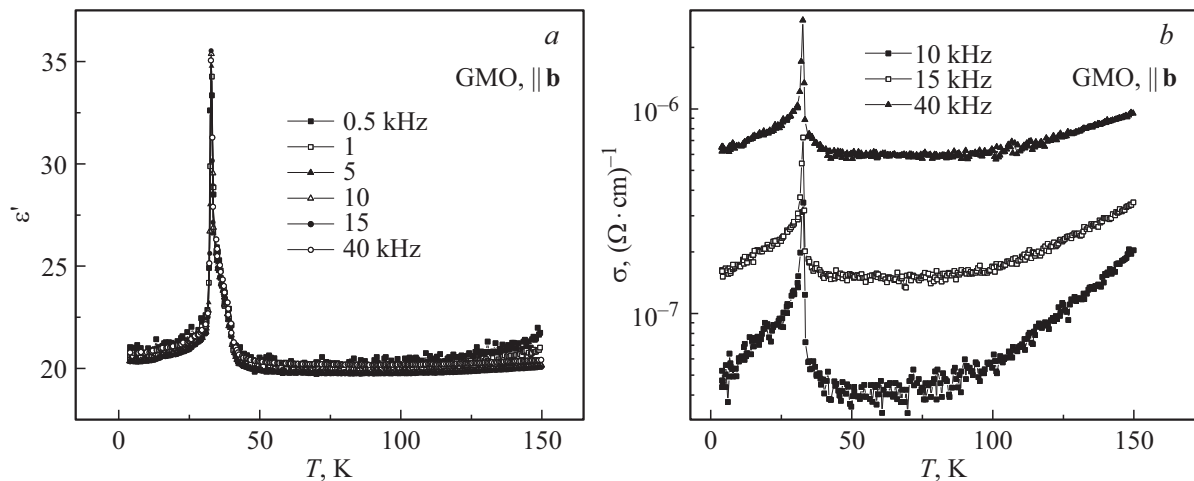 a
GMO, || b
0.5 kHz
1
5
10
15
40 kHz
35
30
25
20
ε'
0
50
100
150
T, K
b
GMO, || b
10 kHz
15 kHz
40 kHz
10⁻⁶
10⁻⁷
σ, (Ω · cm)⁻¹
0
50
100
150
T, K